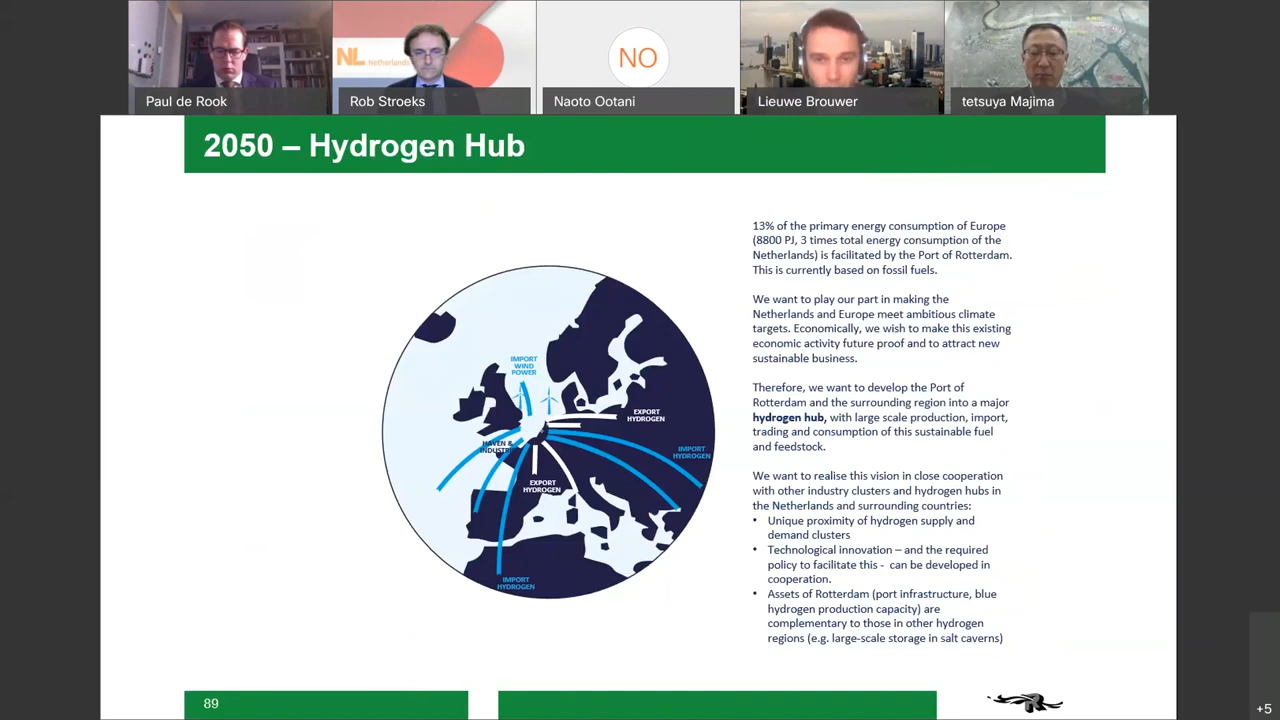 NL Netherlands
NO
Paul de Rook
Rob Stroeks
Naoto Ootani
Lieuwe Brouwer
tetsuya Majima
2050 – Hydrogen Hub
IMPORT
WIND
POWER
EXPORT
HYDROGEN
HAVEN &
IMPORT
HYDROGEN
EXPORT
HYDROGEN
IMPORT
HYDROGEN
13% of the primary energy consumption of Europe
(8800 PJ, 3 times total energy consumption of the
Netherlands) is facilitated by the Port of Rotterdam.
This is currently based on fossil fuels.
We want to play our part in making the
Netherlands and Europe meet ambitious climate
targets. Economically, we wish to make this existing
economic activity future proof and to attract new
sustainable business.
Therefore, we want to develop the Port of
Rotterdam and the surrounding region into a major
hydrogen hub, with large scale production, import,
trading and consumption of this sustainable fuel
and feedstock.
We want to realise this vision in close cooperation
with other industry clusters and hydrogen hubs in
the Netherlands and surrounding countries:
• Unique proximity of hydrogen supply and
demand clusters
• Technological innovation – and the required
policy to facilitate this - can be developed in
cooperation.
• Assets of Rotterdam (port infrastructure, blue
hydrogen production capacity) are
complementary to those in other hydrogen
regions (e.g. large-scale storage in salt caverns)
89
+5